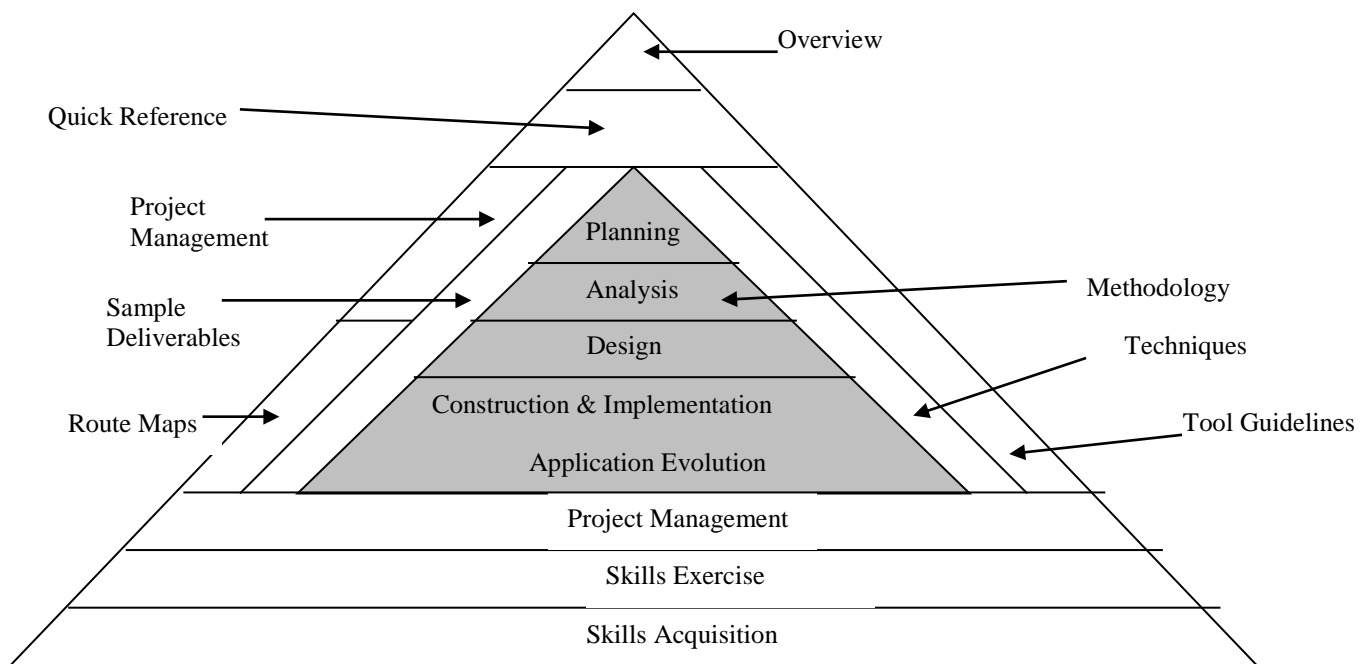 Overview
Quick Reference
Project
Management
Planning
Analysis
Methodology
Sample
Deliverables
Design
Techniques
Construction & Implementation
Route Maps
Tool Guidelines
Application Evolution
Project Management
Skills Exercise
Skills Acquisition